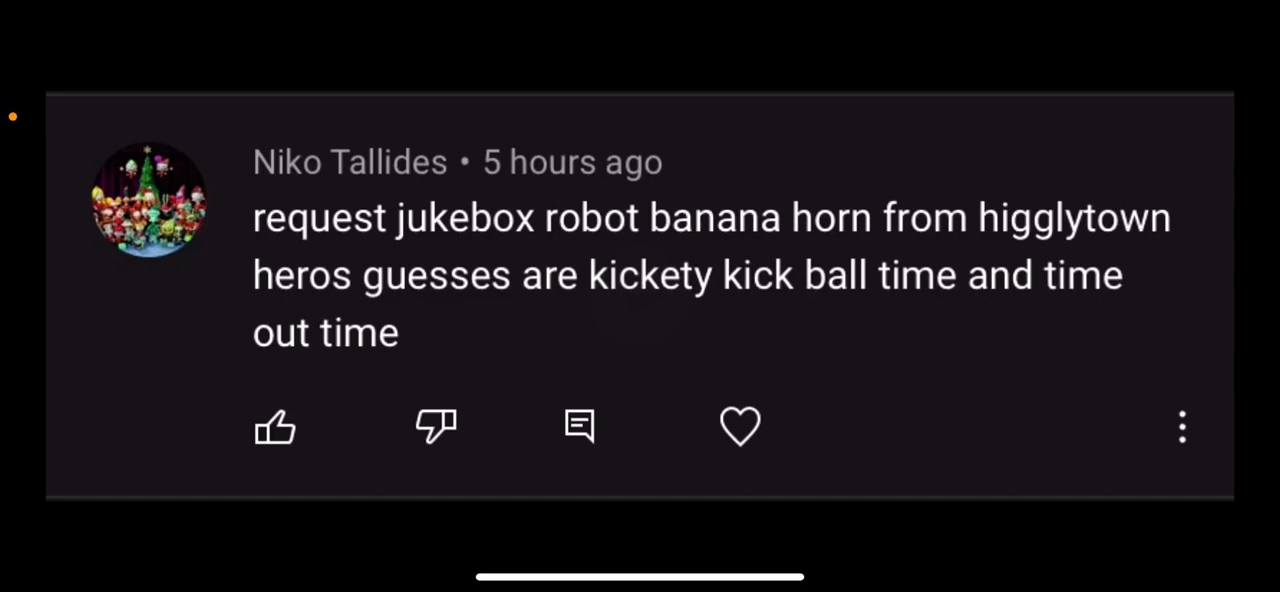 Niko Tallides • 5 hours ago
request jukebox robot banana horn from higglytown
heros guesses are kickety kick ball time and time
out time